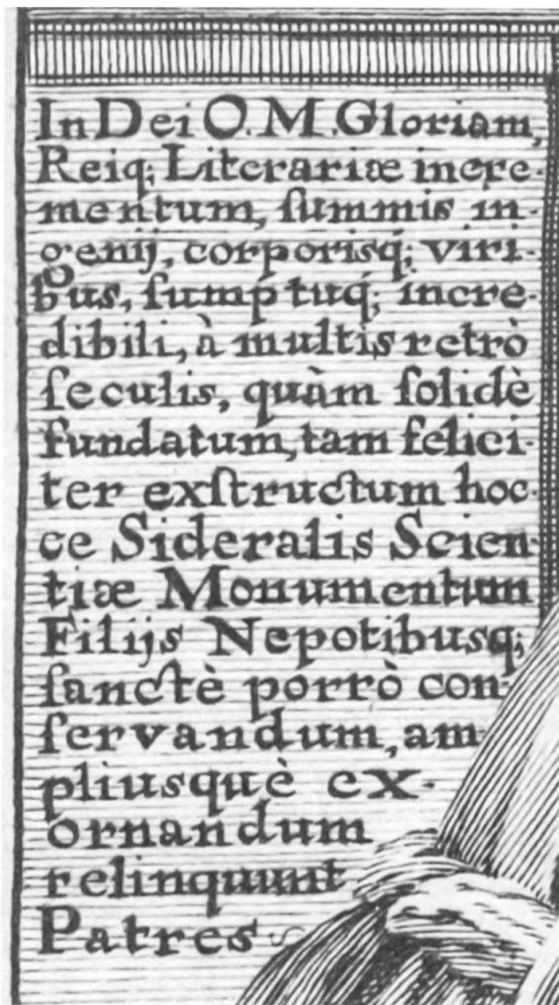 In Dei O.M. Gloriam,
Reiq; Literariæ incre-
mentum, ſummis in-
genij, corporisq́; viri-
bus, ſumptuq́; incre-
dibili, à multis retrò
ſeculis, quàm ſolidè
fundatum, tam felici-
ter exſtructum hoc-
ce Sideralis Scien-
tiæ Monumentum
Filijs Nepotibusq;
ſanctè porrò con-
ſervandum, am-
pliusquè ex-
ornandum
relinquunt
Patres